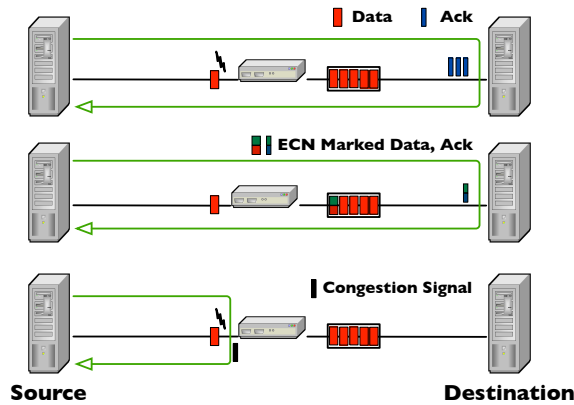 Data
Ack
ECN Marked Data, Ack
Congestion Signal
Source
Destination